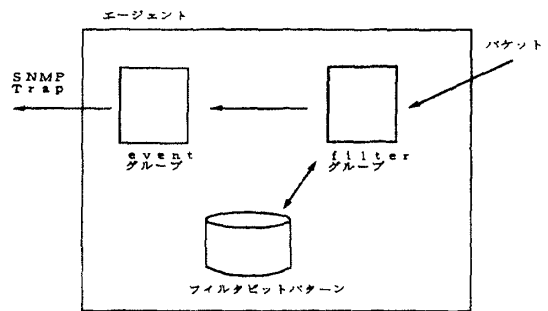 エージェント
パケット
SNMP
Trap
event
グループ
filter
グループ
フィルタビットパターン